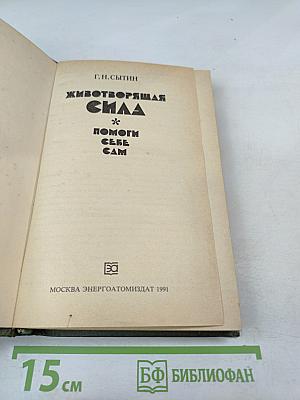 Г. Н. СЫТИН
ЖИВОТВОРЯЩАЯ
СИЛА
*
ПОМОГИ
СЕБЕ
САМ
МОСКВА ЭНЕРГОАТОМИЗДАТ 1991
15 см
БФ БИБЛИОФАН